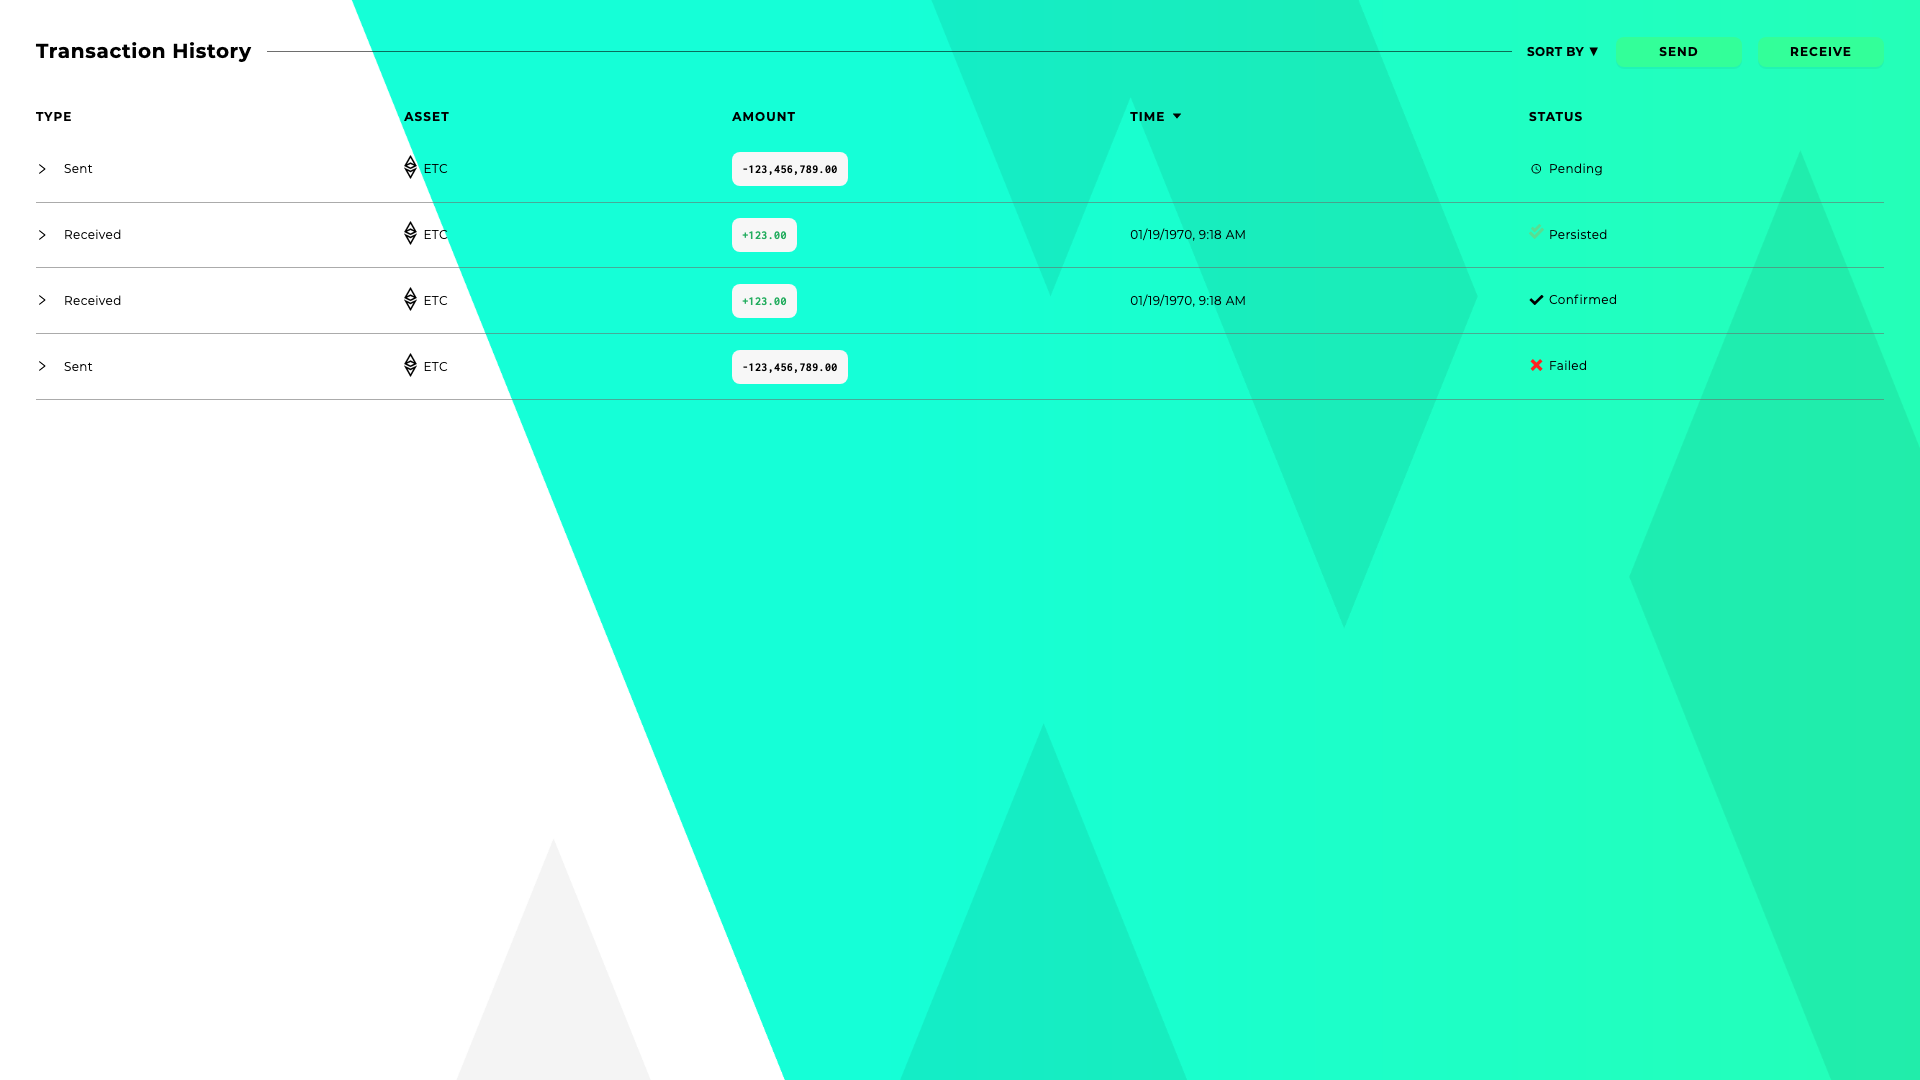 Transaction History SORT BY ▼ SEND RECEIVE
TYPE ASSET AMOUNT TIME STATUS
Sent ETC -123,456,789.00 Pending
Received ETC +123.00 01/19/1970, 9:18 AM Persisted
Received ETC +123.00 01/19/1970, 9:18 AM Confirmed
Sent ETC -123,456,789.00 Failed